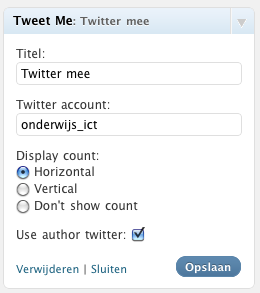 Tweet Me: Twitter mee
Titel:
Twitter mee
Twitter account:
onderwijs_ict
Display count:
Horizontal
Vertical
Don't show count
Use author twitter:
Verwijderen | Sluiten
Opslaan